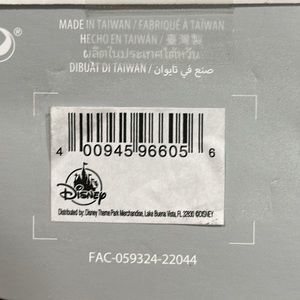 MADE IN TAIWAN / FABRIQUÉ À TAÏWAN
HECHO EN TAIWÁN / 臺灣製
ผลิตในประเทศไต้หวัน
DIBUAT DI TAIWAN / صنع في تايوان
4 00945 96605 6
Disney
Distributed by: Disney Theme Park Merchandise, Lake Buena Vista, FL 32830 ©DISNEY
FAC-059324-22044